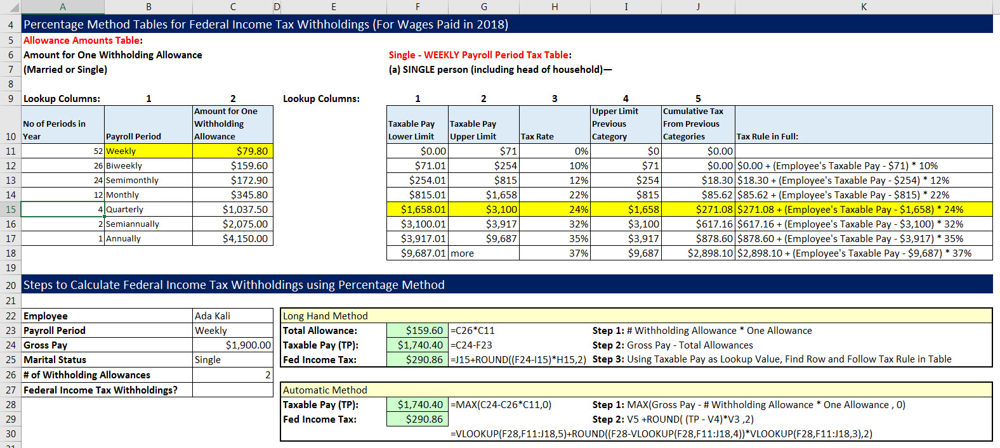 A B C D E F G H I J K
4 Percentage Method Tables for Federal Income Tax Withholdings (For Wages Paid in 2018)
5 Allowance Amounts Table:
6 Amount for One Withholding Allowance Single - WEEKLY Payroll Period Tax Table:
7 (Married or Single) (a) SINGLE person (including head of household)—
8
9 Lookup Columns: 1 2 Lookup Columns: 1 2 3 4 5
Amount for One Upper Limit Cumulative Tax
No of Periods in Withholding Taxable Pay Taxable Pay Previous From Previous
10 Year Payroll Period Allowance Lower Limit Upper Limit Tax Rate Category Categories Tax Rule in Full:
11 52 Weekly $79.80 $0.00 $71 0% $0 $0.00
12 26 Biweekly $159.60 $71.01 $254 10% $71 $0.00 $0.00 + (Employee's Taxable Pay - $71) * 10%
13 24 Semimonthly $172.90 $254.01 $815 12% $254 $18.30 $18.30 + (Employee's Taxable Pay - $254) * 12%
14 12 Monthly $345.80 $815.01 $1,658 22% $815 $85.62 $85.62 + (Employee's Taxable Pay - $815) * 22%
15 4 Quarterly $1,037.50 $1,658.01 $3,100 24% $1,658 $271.08 $271.08 + (Employee's Taxable Pay - $1,658) * 24%
16 2 Semiannually $2,075.00 $3,100.01 $3,917 32% $3,100 $617.16 $617.16 + (Employee's Taxable Pay - $3,100) * 32%
17 1 Annually $4,150.00 $3,917.01 $9,687 35% $3,917 $878.60 $878.60 + (Employee's Taxable Pay - $3,917) * 35%
18 $9,687.01 more 37% $9,687 $2,898.10 $2,898.10 + (Employee's Taxable Pay - $9,687) * 37%
19
20 Steps to Calculate Federal Income Tax Withholdings using Percentage Method
21
22 Employee Ada Kali Long Hand Method
23 Payroll Period Weekly Total Allowance: $159.60 =C26*C11 Step 1: # Withholding Allowance * One Allowance
24 Gross Pay $1,900.00 Taxable Pay (TP): $1,740.40 =C24-F23 Step 2: Gross Pay - Total Allowances
25 Marital Status Single Fed Income Tax: $290.86 =J15+ROUND((F24-I15)*H15,2) Step 3: Using Taxable Pay as Lookup Value, Find Row and Follow Tax Rule in Table
26 # of Withholding Allowances 2
27 Federal Income Tax Withholdings? Automatic Method
28 Taxable Pay (TP): $1,740.40 =MAX(C24-C26*C11,0) Step 1: MAX(Gross Pay - # Withholding Allowance * One Allowance , 0)
29 Fed Income Tax: $290.86 Step 2: V5 +ROUND( (TP - V4)*V3 ,2)
30 =VLOOKUP(F28,F11:J18,5)+ROUND((F28-VLOOKUP(F28,F11:J18,4))*VLOOKUP(F28,F11:J18,3),2)